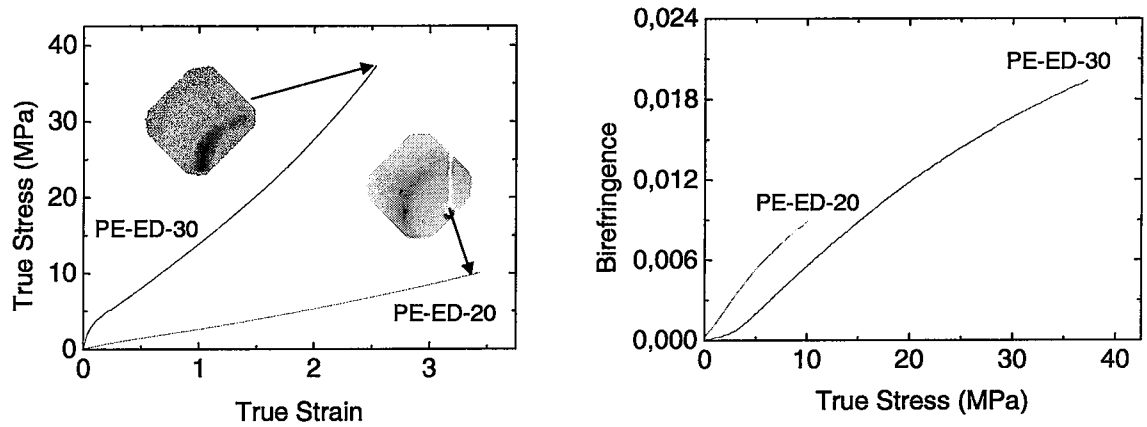 40
30
20
10
0
True Stress (MPa)
PE-ED-30
PE-ED-20
0
1
2
3
True Strain
0,024
0,018
0,012
0,006
0,000
Birefringence
PE-ED-30
PE-ED-20
0
10
20
30
40
True Stress (MPa)